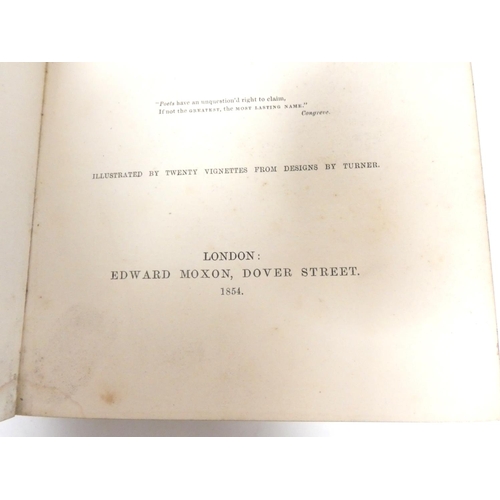 "Poets have an unquestion'd right to claim,
If not the GREATEST, the MOST LASTING NAME."
Congreve.
ILLUSTRATED BY TWENTY VIGNETTES FROM DESIGNS BY TURNER.
LONDON:
EDWARD MOXON, DOVER STREET.
1854.